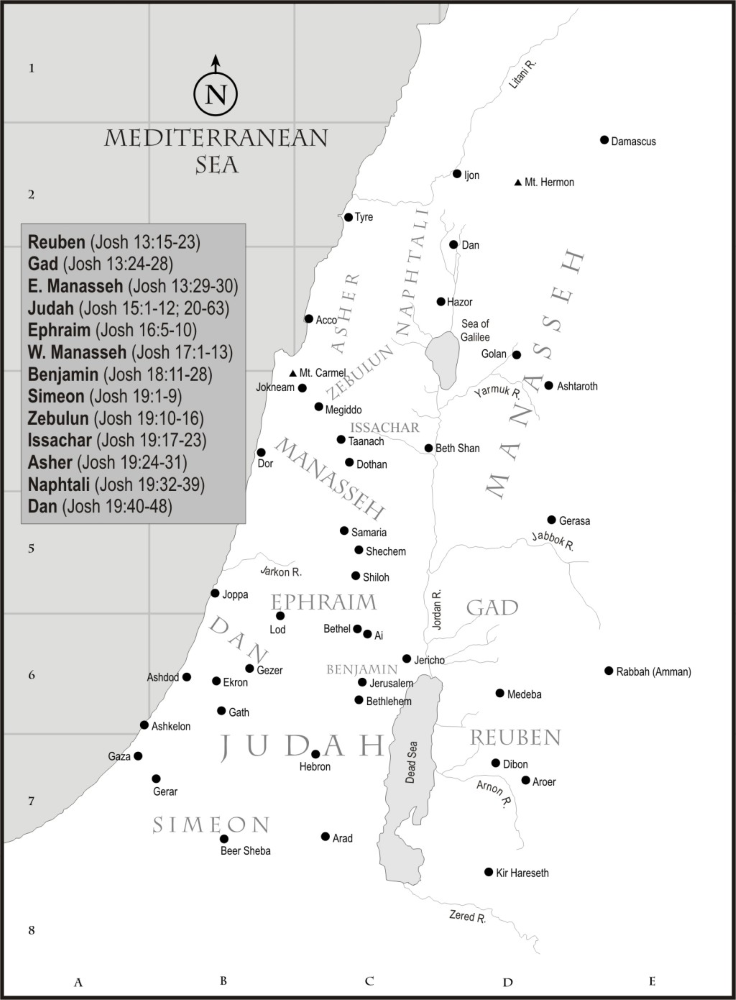 1
N
MEDITERRANEAN
SEA
Litani R.
Damascus
Ijon
Mt. Hermon
2
Tyre
NAPHTALI
Dan
Reuben (Josh 13:15-23)
Gad (Josh 13:24-28)
E. Manasseh (Josh 13:29-30)
Judah (Josh 15:1-12; 20-63)
Ephraim (Josh 16:5-10)
W. Manasseh (Josh 17:1-13)
Benjamin (Josh 18:11-28)
Simeon (Josh 19:1-9)
Zebulun (Josh 19:10-16)
Issachar (Josh 19:17-23)
Asher (Josh 19:24-31)
Naphtali (Josh 19:32-39)
Dan (Josh 19:40-48)
ASHER
Hazor
Acco
Sea of
Galilee
MANASSEH
Golan
Mt. Carmel
ZEBULUN
Jokneam
Yarmuk R.
Ashtaroth
Megiddo
ISSACHAR
Taanach
Beth Shan
MANASSEH
Dor
Dothan
Gerasa
Samaria
Jabbok R.
5
Shechem
Jarkon R.
Shiloh
Joppa
EPHRAIM
Jordan R.
GAD
Lod
Bethel
Ai
DAN
Jericho
Gezer
BENJAMIN
6
Ashdod
Ekron
Jerusalem
Rabbah (Amman)
Medeba
Bethlehem
Gath
Ashkelon
JUDAH
REUBEN
Gaza
Hebron
Dead Sea
Dibon
Gerar
Aroer
Arnon R.
7
SIMEON
Arad
Beer Sheba
Kir Hareseth
Zered R.
8
A
B
C
D
E